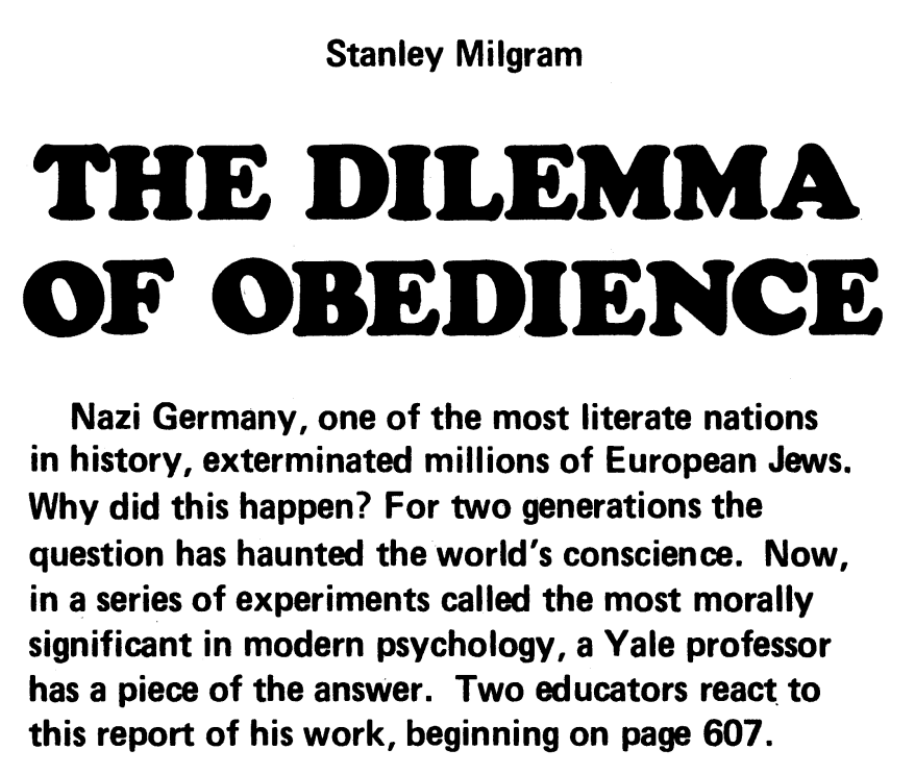 Stanley Milgram
THE DILEMMA
OF OBEDIENCE
Nazi Germany, one of the most literate nations
in history, exterminated millions of European Jews.
Why did this happen? For two generations the
question has haunted the world's conscience. Now,
in a series of experiments called the most morally
significant in modern psychology, a Yale professor
has a piece of the answer. Two educators react to
this report of his work, beginning on page 607.